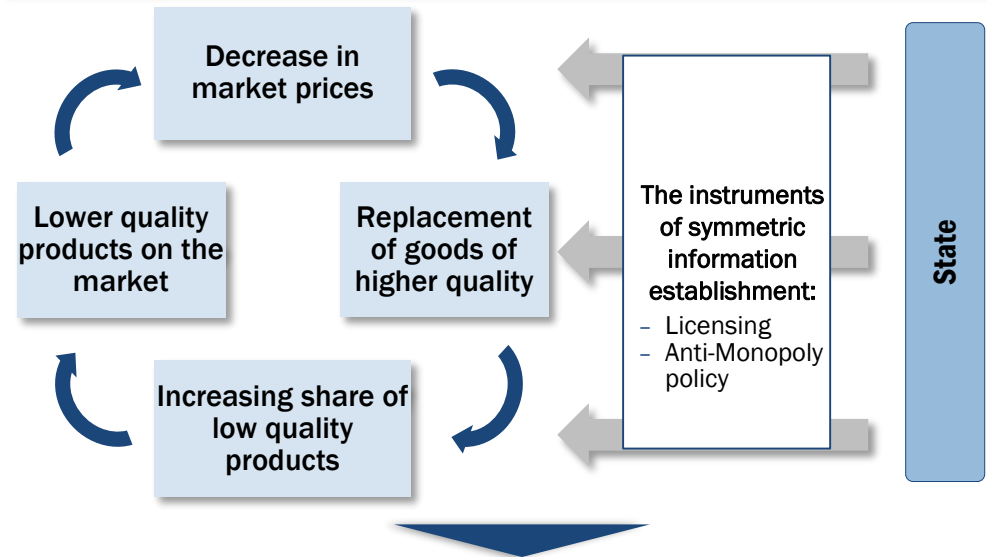 Decrease in
market prices
Lower quality
products on the
market
Replacement
of goods of
higher quality
Increasing share of
low quality
products
The instruments
of symmetric
information
establishment:
– Licensing
– Anti-Monopoly
policy
State